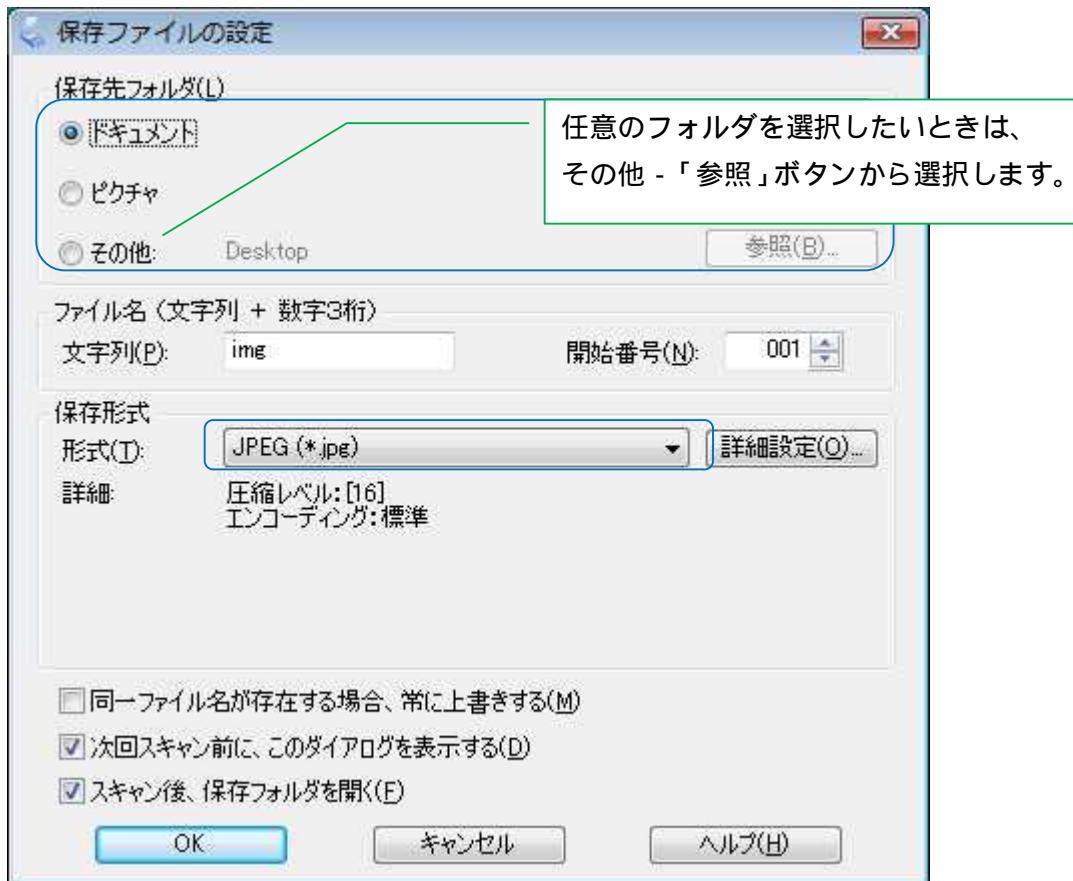 保存ファイルの設定
保存先フォルダ(L)
ドキュメント
任意のフォルダを選択したいときは、
その他 - 「参照」ボタンから選択します。
ピクチャ
その他: Desktop 参照(B)...
ファイル名 (文字列 + 数字3桁)
文字列(P): img 開始番号(N): 001
保存形式
形式(T): JPEG (*.jpg) 詳細設定(O)...
詳細: 圧縮レベル:[16]
エンコーディング:標準
同一ファイル名が存在する場合、常に上書きする(M)
次回スキャン前に、このダイアログを表示する(D)
スキャン後、保存フォルダを開く(F)
OK キャンセル ヘルプ(H)